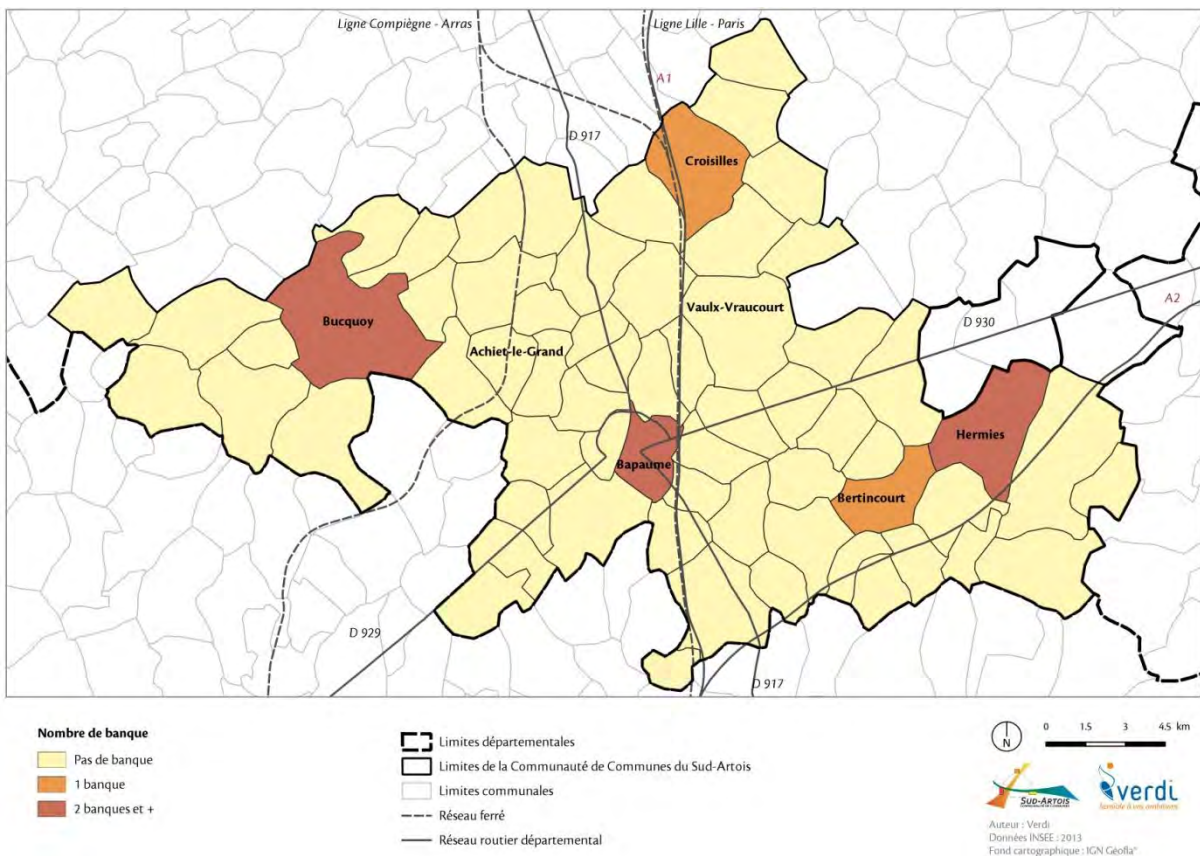 Ligne Compiègne - Arras
Ligne Lille - Paris
A1
D 917
Croisilles
Vaulx-Vraucourt
A2
D 930
Bucquoy
Achiet-le-Grand
Hermies
Bapaume
Bertincourt
D 929
D 917
Nombre de banque
Pas de banque
1 banque
2 banques et +
Limites départementales
Limites de la Communauté de Communes du Sud-Artois
Limites communales
Réseau ferré
Réseau routier départemental
N
0 1.5 3 4.5 km
SUD-ARTOIS
verdi
Auteur : Verdi
Données INSEE : 2013
Fond cartographique : IGN Géofla®